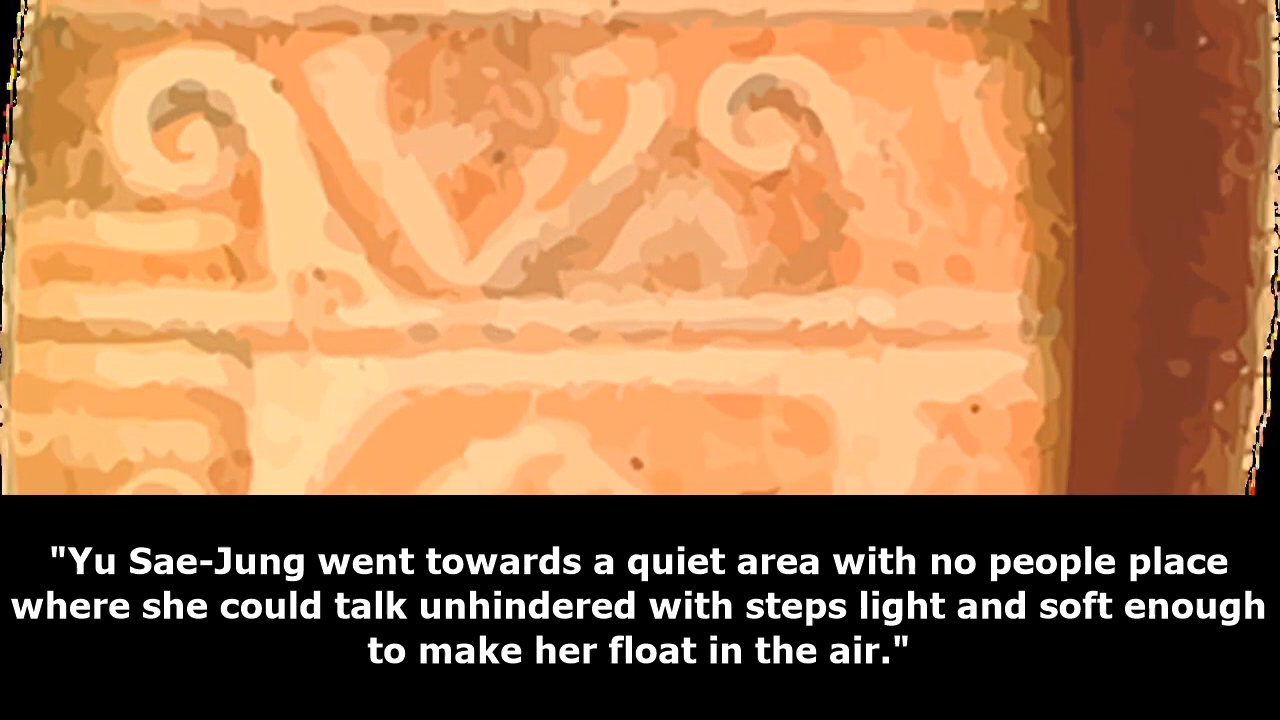 "Yu Sae-Jung went towards a quiet area with no people place
where she could talk unhindered with steps light and soft enough
to make her float in the air."